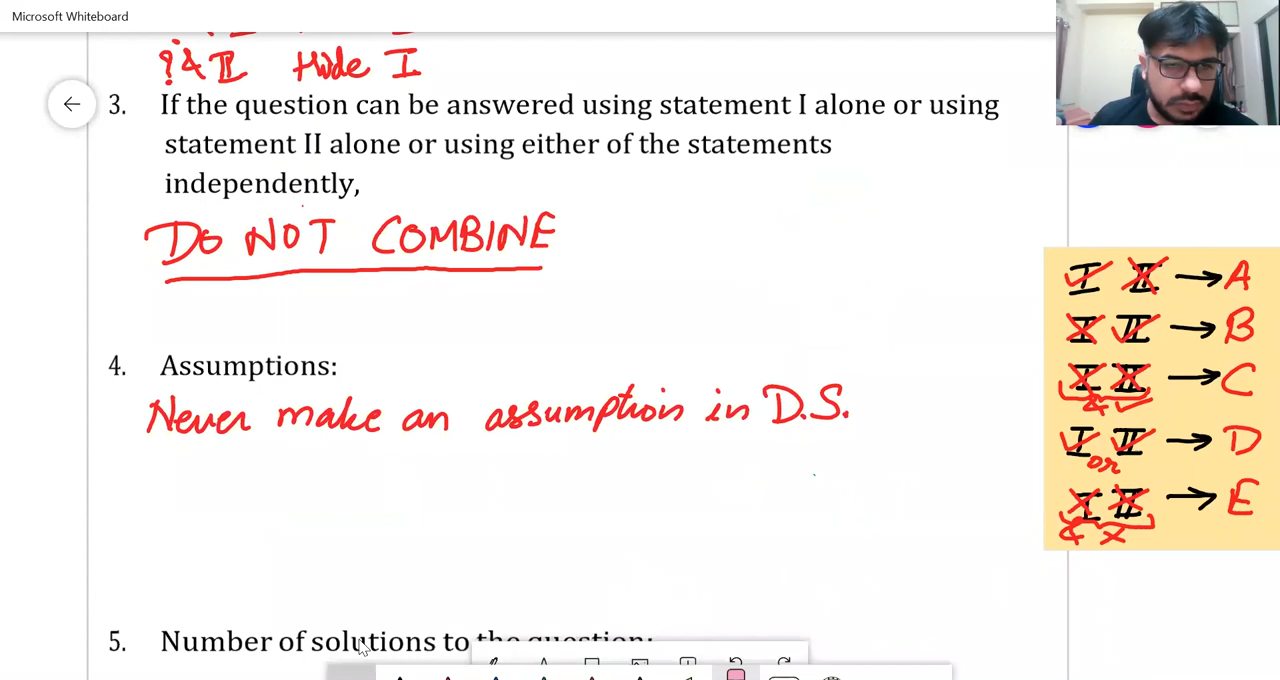 Microsoft Whiteboard
? & II Hide I
3. If the question can be answered using statement I alone or using
statement II alone or using either of the statements
independently,
DO NOT COMBINE
4. Assumptions:
Never make an assumption in D.S.
5. Number of solutions to the question:
I II → A
I II → B
I II → C
&
I II → D
or
I II → E
&